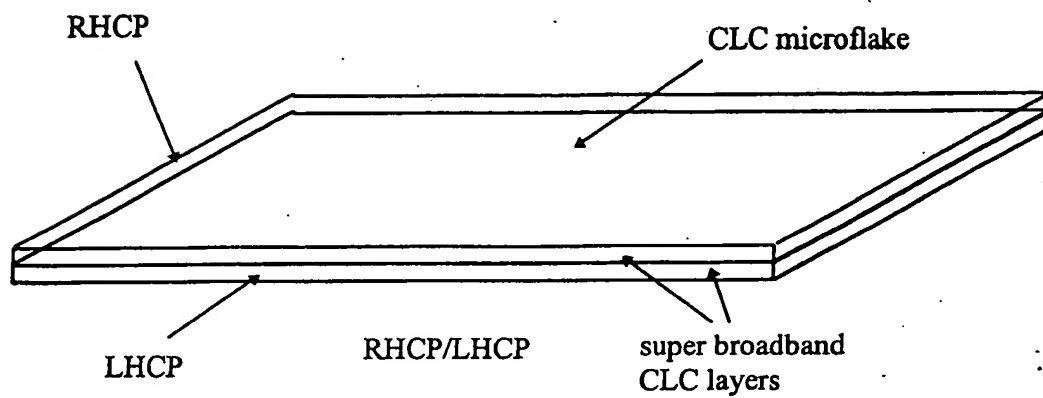 RHCP
CLC microflake
LHCP
RHCP/LHCP
super broadband
CLC layers